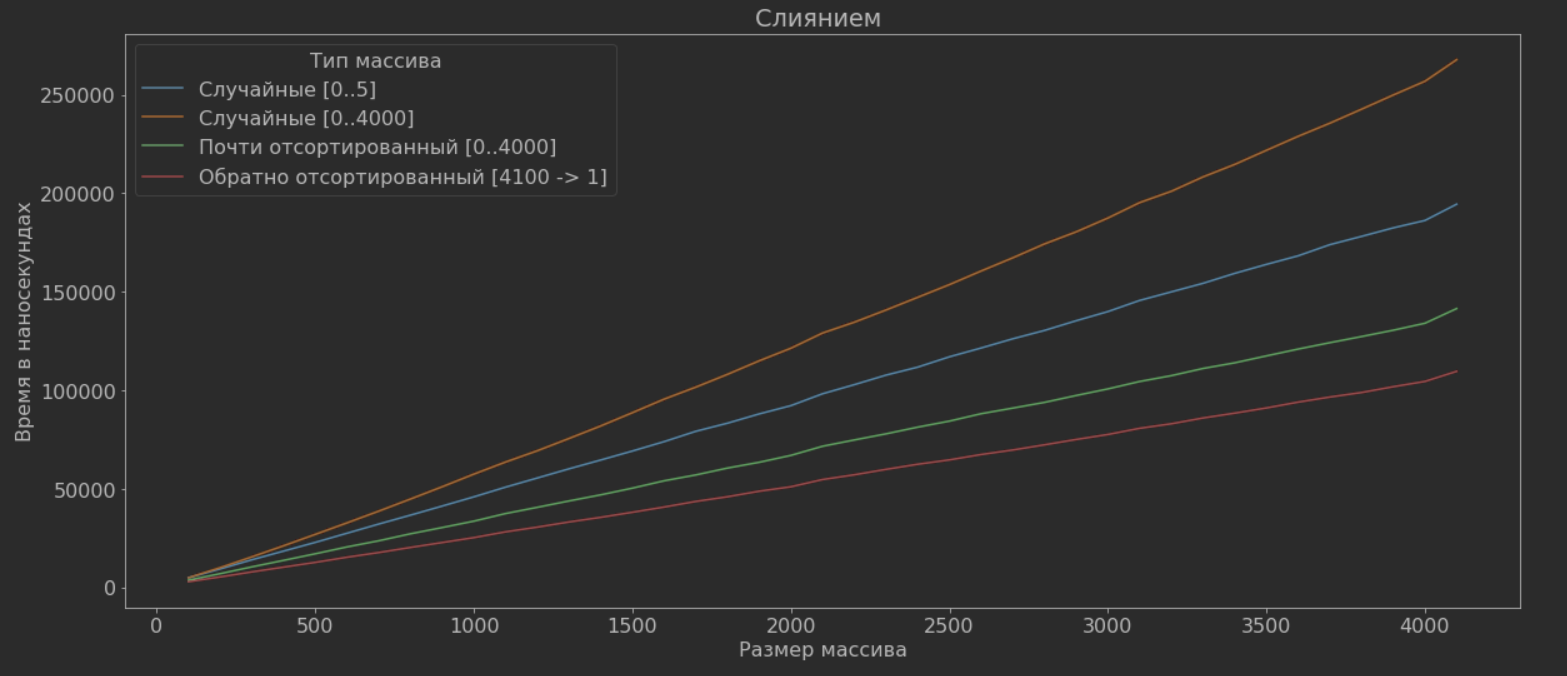 Слиянием
Тип массива
Случайные [0..5]
Случайные [0..4000]
Почти отсортированный [0..4000]
Обратно отсортированный [4100 -> 1]
Время в наносекундах
250000
200000
150000
100000
50000
0
0 500 1000 1500 2000 2500 3000 3500 4000
Размер массива